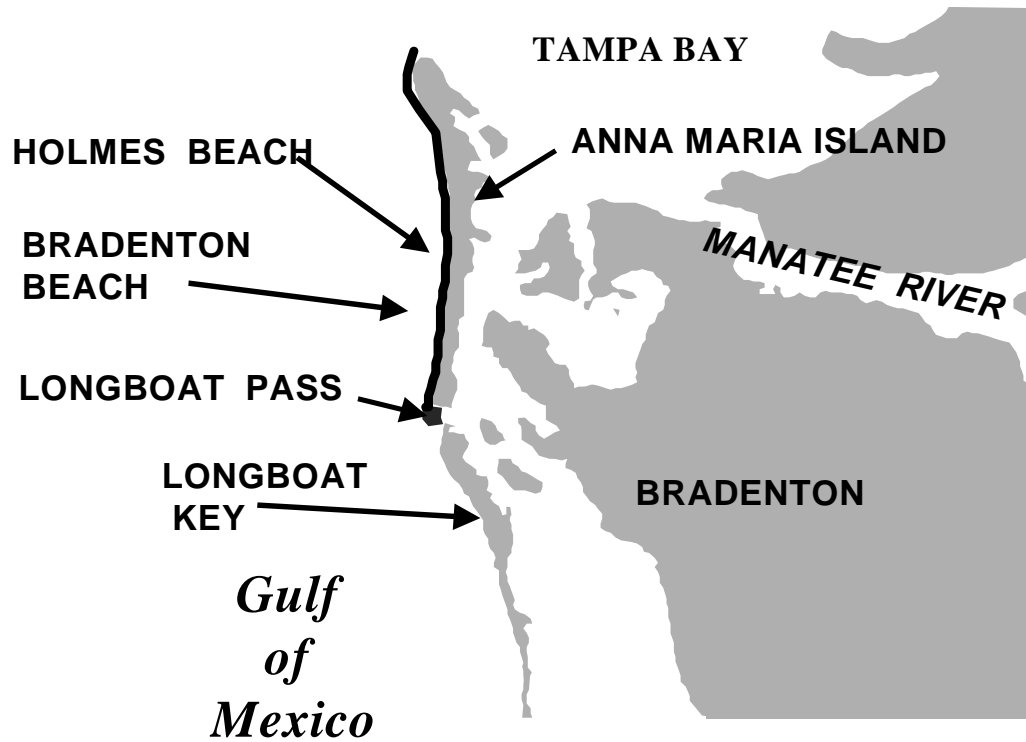 TAMPA BAY
HOLMES BEACH
ANNA MARIA ISLAND
BRADENTON
BEACH
MANATEE RIVER
LONGBOAT PASS
LONGBOAT
KEY
BRADENTON
Gulf
of
Mexico